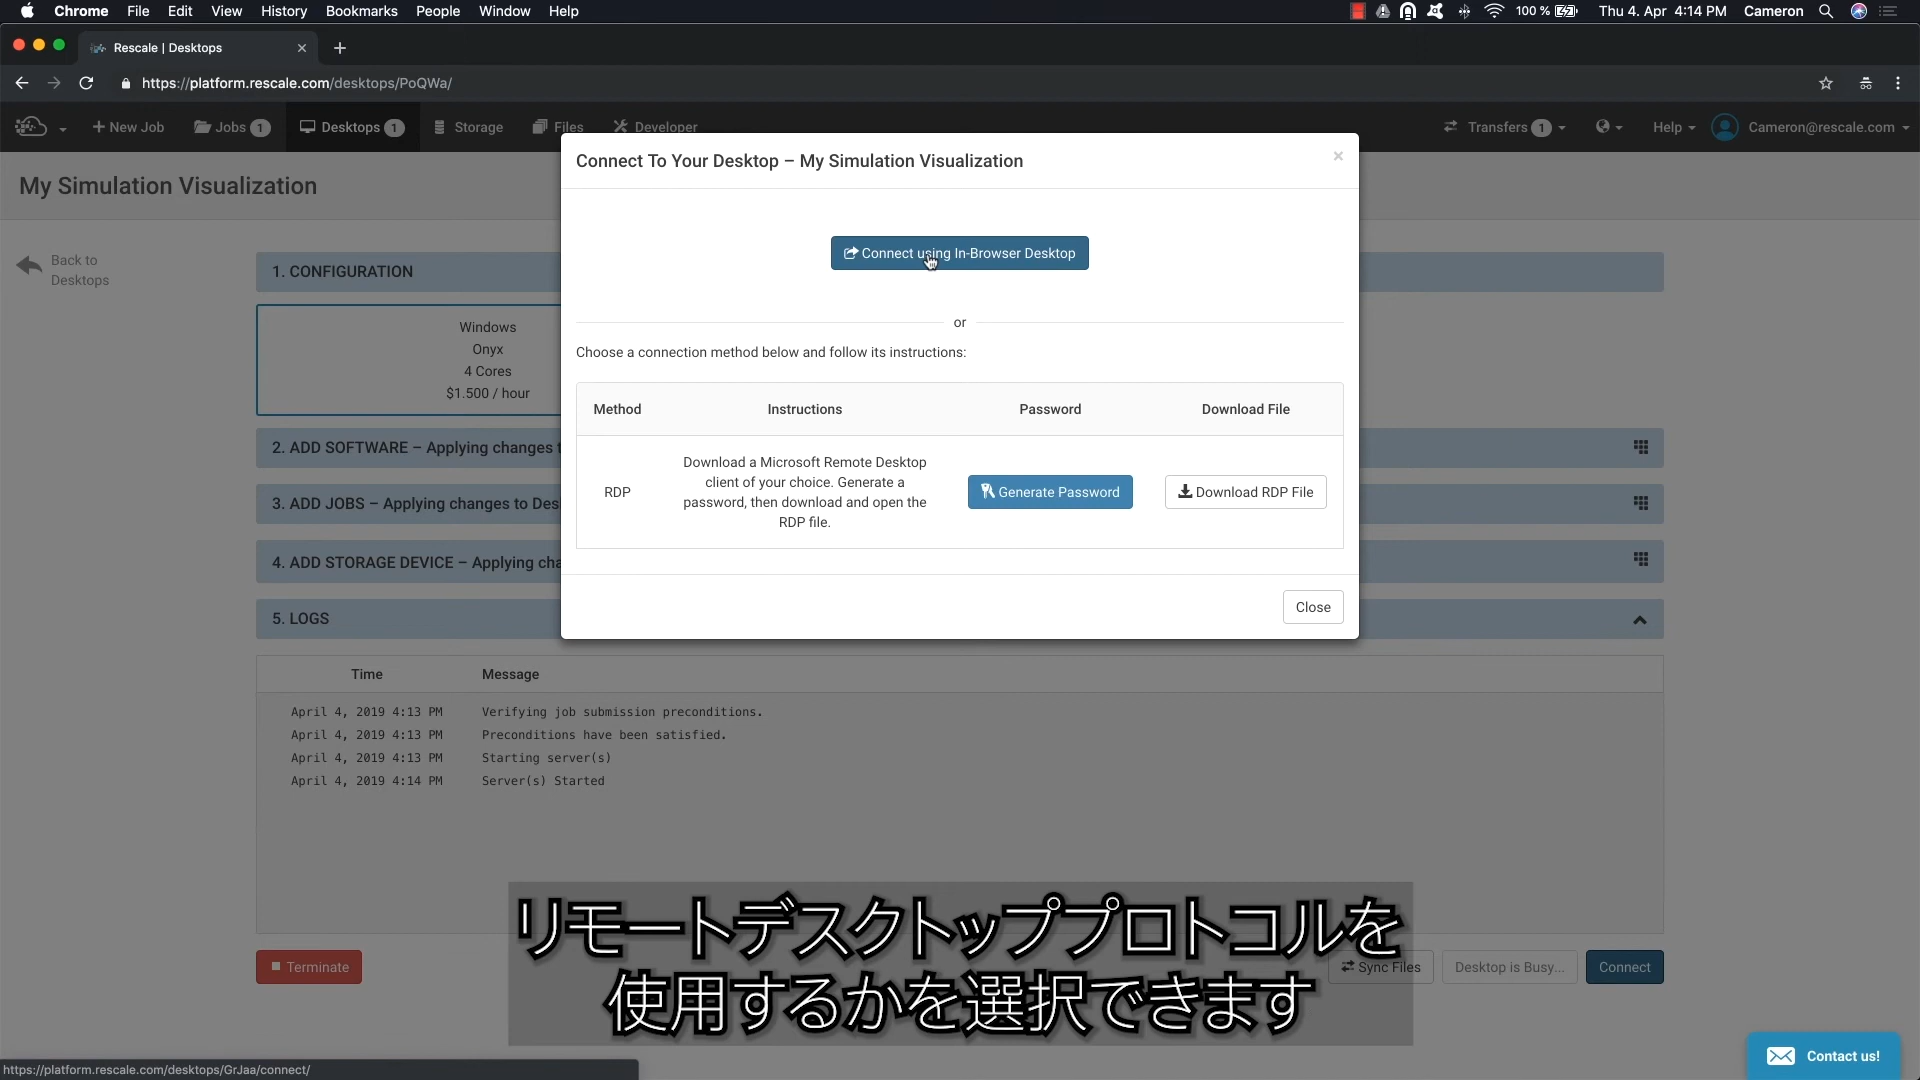 Chrome File Edit View History Bookmarks People Window Help 100 % Thu 4. Apr 4:14 PM Cameron
Rescale | Desktops
https://platform.rescale.com/desktops/PoQWa/
New Job Jobs 1 Desktops 1 Storage Files Developer Transfers 1 Help Cameron@rescale.com
My Simulation Visualization
Back to
Desktops
Connect To Your Desktop – My Simulation Visualization
×
Connect using In-Browser Desktop
or
Choose a connection method below and follow its instructions:
Method Instructions Password Download File
RDP
Download a Microsoft Remote Desktop
client of your choice. Generate a
password, then download and open the
RDP file.
Generate Password
Download RDP File
Close
1. CONFIGURATION
Windows
Onyx
4 Cores
$1.500 / hour
2. ADD SOFTWARE – Applying changes
3. ADD JOBS – Applying changes to
4. ADD STORAGE DEVICE – Applying
5. LOGS
Time Message
April 4, 2019 4:13 PM Verifying job submission preconditions.
April 4, 2019 4:13 PM Preconditions have been satisfied.
April 4, 2019 4:13 PM Starting server(s)
April 4, 2019 4:14 PM Server(s) Started
Terminate
Sync Files
Desktop is Busy...
Connect
リモートデスクトッププロトコルを
使用するかを選択できます
Contact us!
https://platform.rescale.com/desktops/GrJaa/connect/